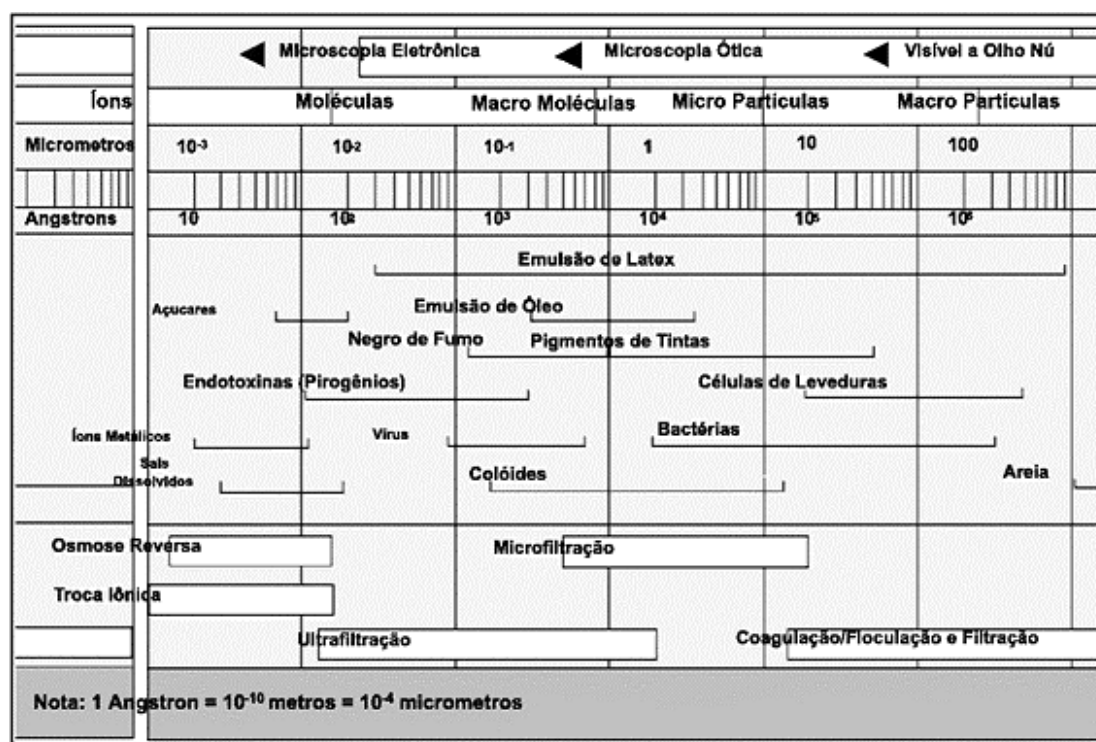 Microscopia Eletrônica Microscopia Ótica Visível a Olho Nú
Íons Moléculas Macro Moléculas Micro Particulas Macro Particulas
Micrometros 10-3 10-2 10-1 1 10 100
Angstrons 10 10² 10³ 10⁴ 10⁵ 10⁶
Emulsão de Latex
Açucares Emulsão de Óleo
Negro de Fumo Pigmentos de Tintas
Endotoxinas (Pirogênios) Células de Leveduras
Íons Metálicos Virus Bactérias
Sais
Dissolvidos Colóides Areia
Osmose Reversa Microfiltração
Troca Iônica
Ultrafiltração Coagulação/Floculação e Filtração
Nota: 1 Angstron = 10-10 metros = 10-4 micrometros